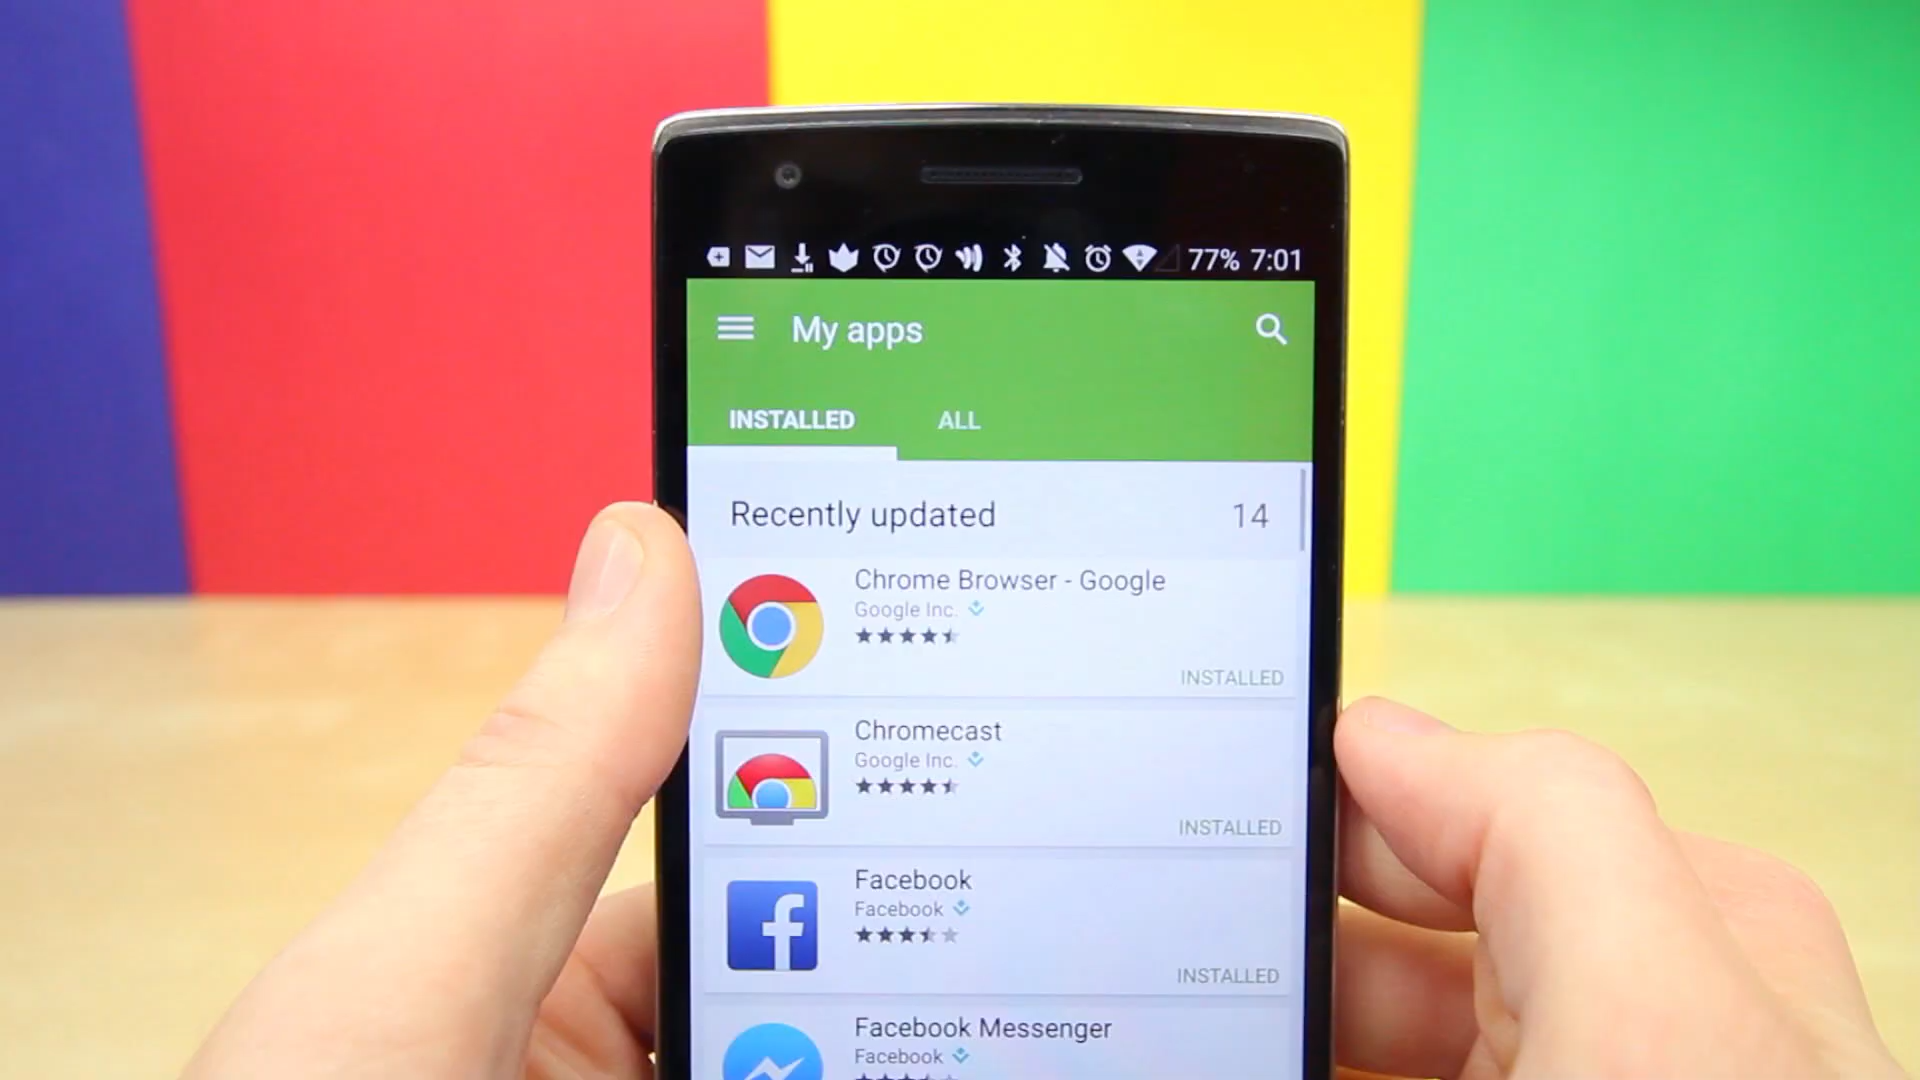 77% 7:01
My apps
INSTALLED ALL
Recently updated 14
Chrome Browser - Google
Google Inc.
INSTALLED
Chromecast
Google Inc.
INSTALLED
Facebook
Facebook
INSTALLED
Facebook Messenger
Facebook